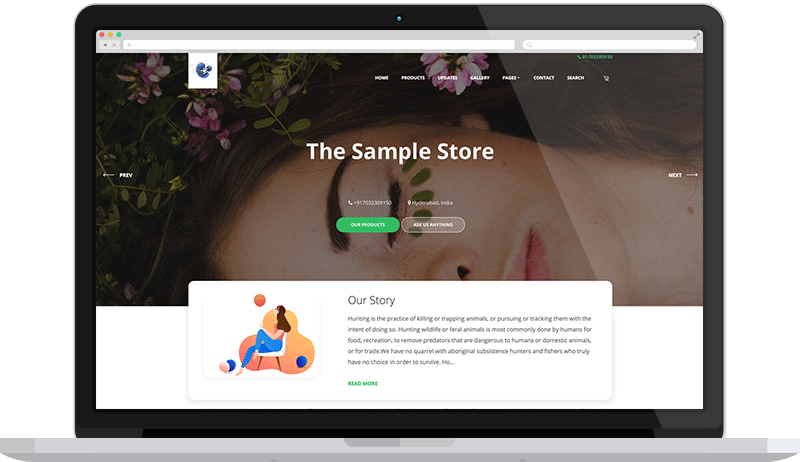 91-7032309150
HOME PRODUCTS UPDATES GALLERY PAGES CONTACT SEARCH
The Sample Store
PREV
NEXT
+917032309150 Hyderabad, India
OUR PRODUCTS ASK US ANYTHING
Our Story
Hunting is the practice of killing or trapping animals, or pursuing or tracking them with the
intent of doing so. Hunting wildlife or feral animals is most commonly done by humans for
food, recreation, to remove predators that are dangerous to humans or domestic animals,
or for trade.We have no quarrel with aboriginal subsistence hunters and fishers who truly
have no choice in order to survive. Ho...
READ MORE